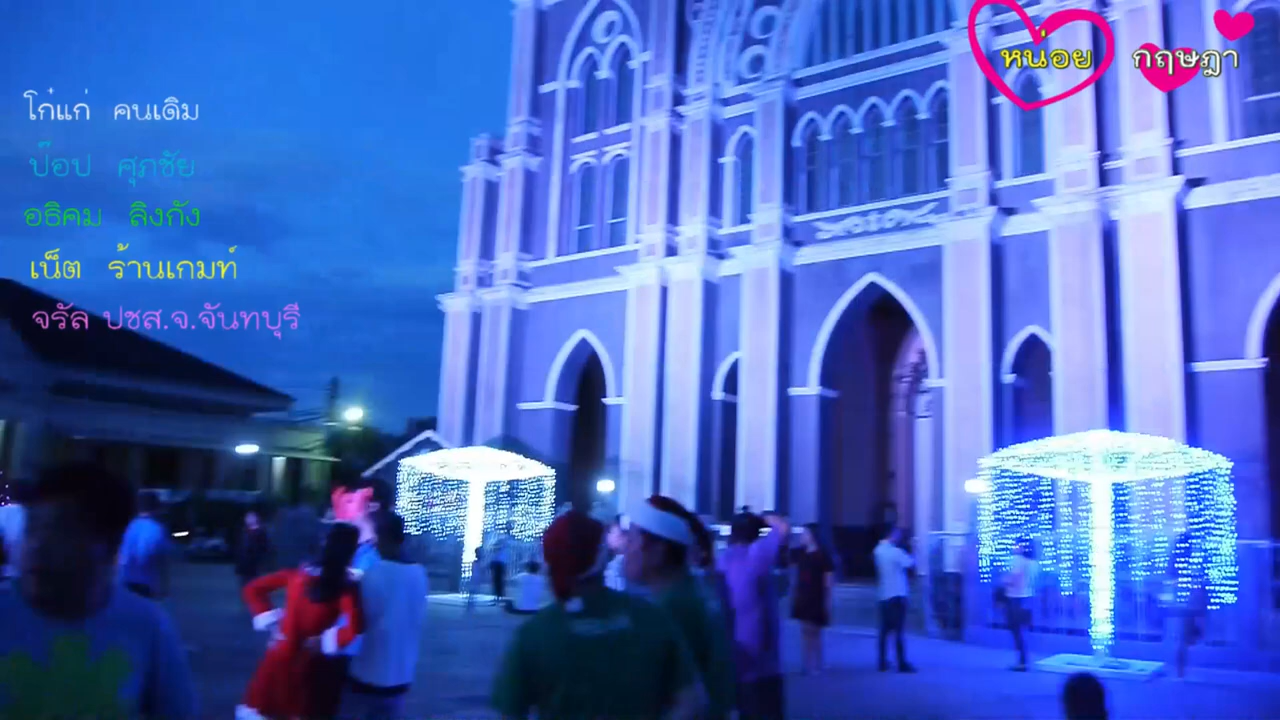 หน่อย กฤษฎา
โก๋แก่ คนเดิม
ป๊อป ศุภชัย
อธิคม ลิงกัง
เน็ต ร้านเกมท์
จรัล ปชส.จ.จันทบุรี